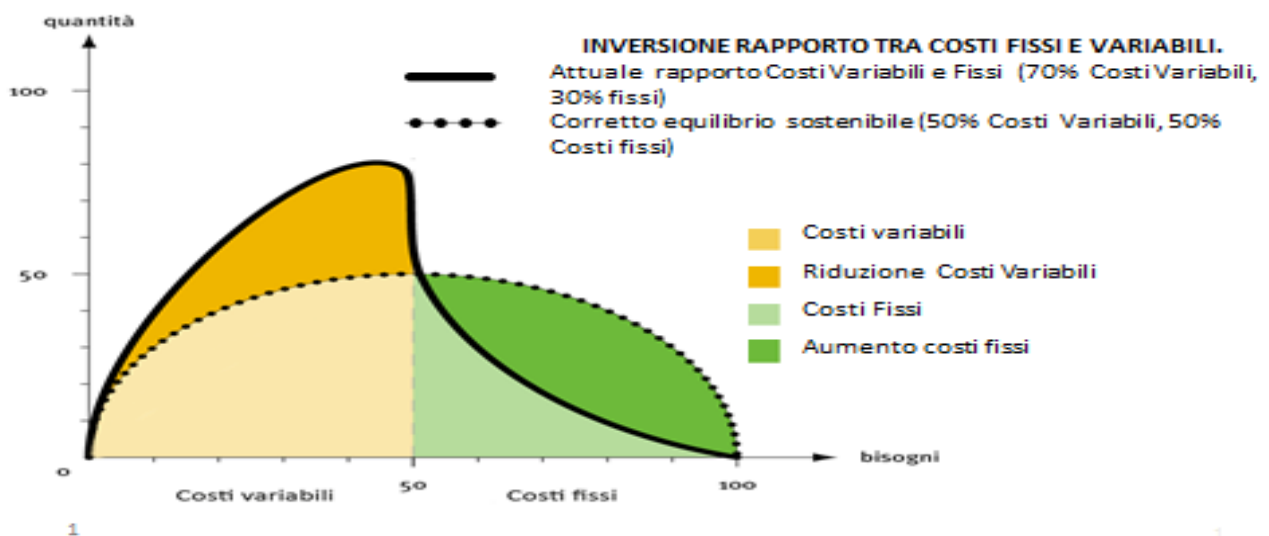 quantità
INVERSIONE RAPPORTO TRA COSTI FISSI E VARIABILI.
Attuale rapporto Costi Variabili e Fissi (70% Costi Variabili,
30% fissi)
Corretto equilibrio sostenibile (50% Costi Variabili, 50%
Costi fissi)
100
50
0
Costi variabili
Riduzione Costi Variabili
Costi Fissi
Aumento costi fissi
bisogni
Costi variabili
50
Costi fissi
100
1